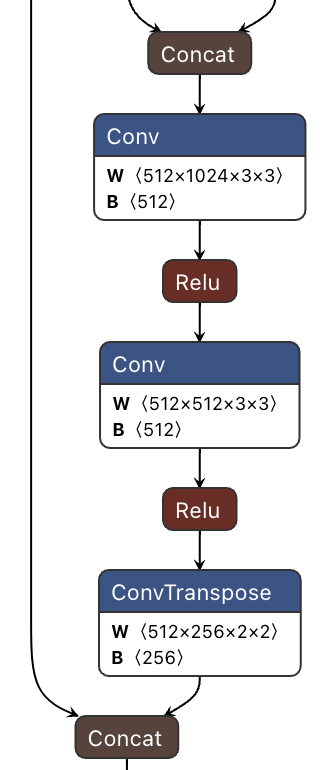 Concat
Conv
W ⟨512×1024×3×3⟩
B ⟨512⟩
Relu
Conv
W ⟨512×512×3×3⟩
B ⟨512⟩
Relu
ConvTranspose
W ⟨512×256×2×2⟩
B ⟨256⟩
Concat